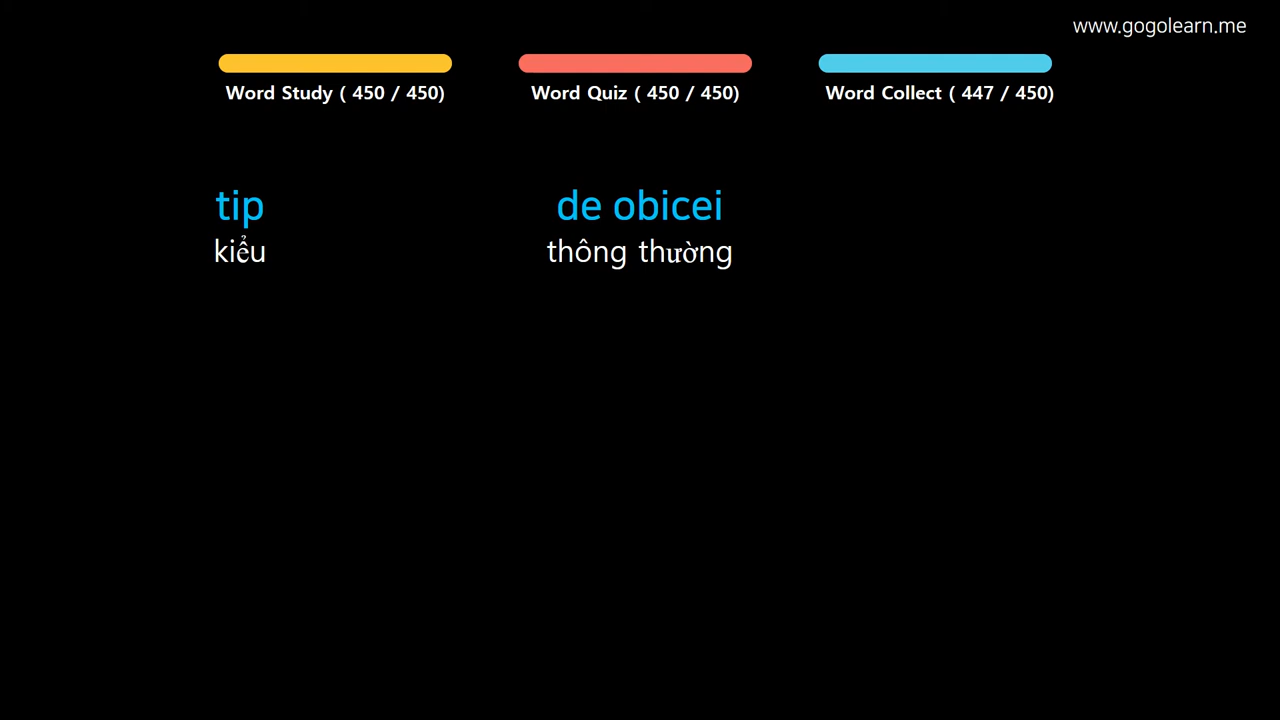 www.gogolearn.me
Word Study ( 450 / 450)
Word Quiz ( 450 / 450)
Word Collect ( 447 / 450)
tip
de obicei
kiểu
thông thường